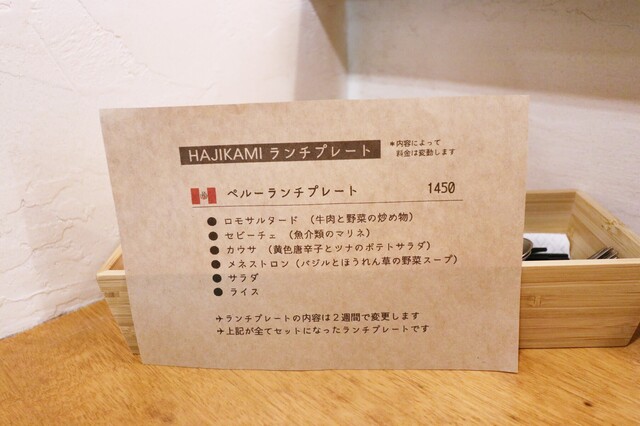 HAJIKAMI ランチプレート
＊内容によって
料金は変動します
ペルーランチプレート 1450
● ロモサルタード （牛肉と野菜の炒め物）
● セビーチェ （魚介類のマリネ）
● カウサ （黄色唐辛子とツナのポテトサラダ）
● メネストロン （バジルとほうれん草の野菜スープ）
● サラダ
● ライス
✈ランチプレートの内容は２週間で変更します
✈上記が全てセットになったランチプレートです